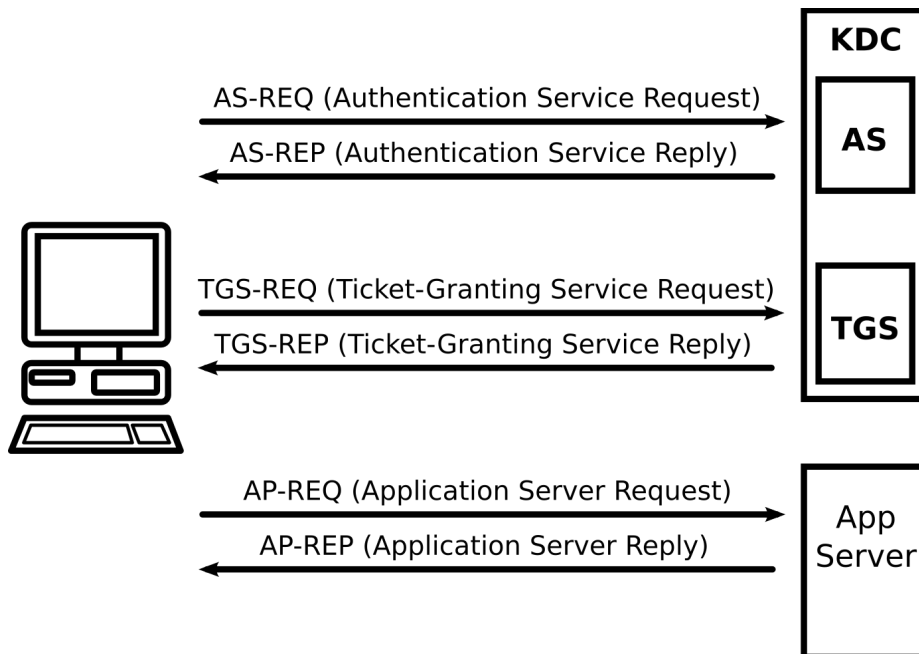 KDC
AS-REQ (Authentication Service Request)
AS-REP (Authentication Service Reply)
AS
TGS-REQ (Ticket-Granting Service Request)
TGS-REP (Ticket-Granting Service Reply)
TGS
AP-REQ (Application Server Request)
AP-REP (Application Server Reply)
App
Server